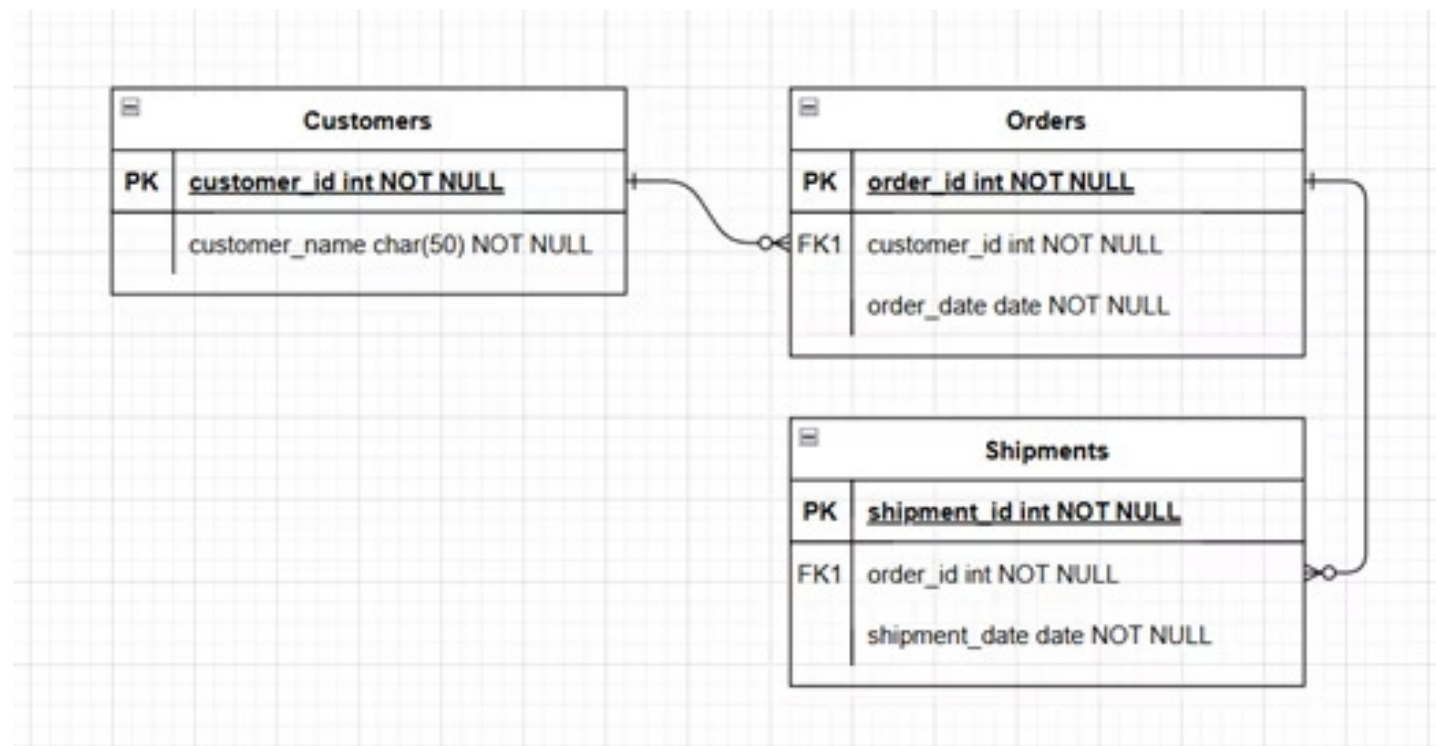 Customers
PK customer_id int NOT NULL
customer_name char(50) NOT NULL
Orders
PK order_id int NOT NULL
FK1 customer_id int NOT NULL
order_date date NOT NULL
Shipments
PK shipment_id int NOT NULL
FK1 order_id int NOT NULL
shipment_date date NOT NULL